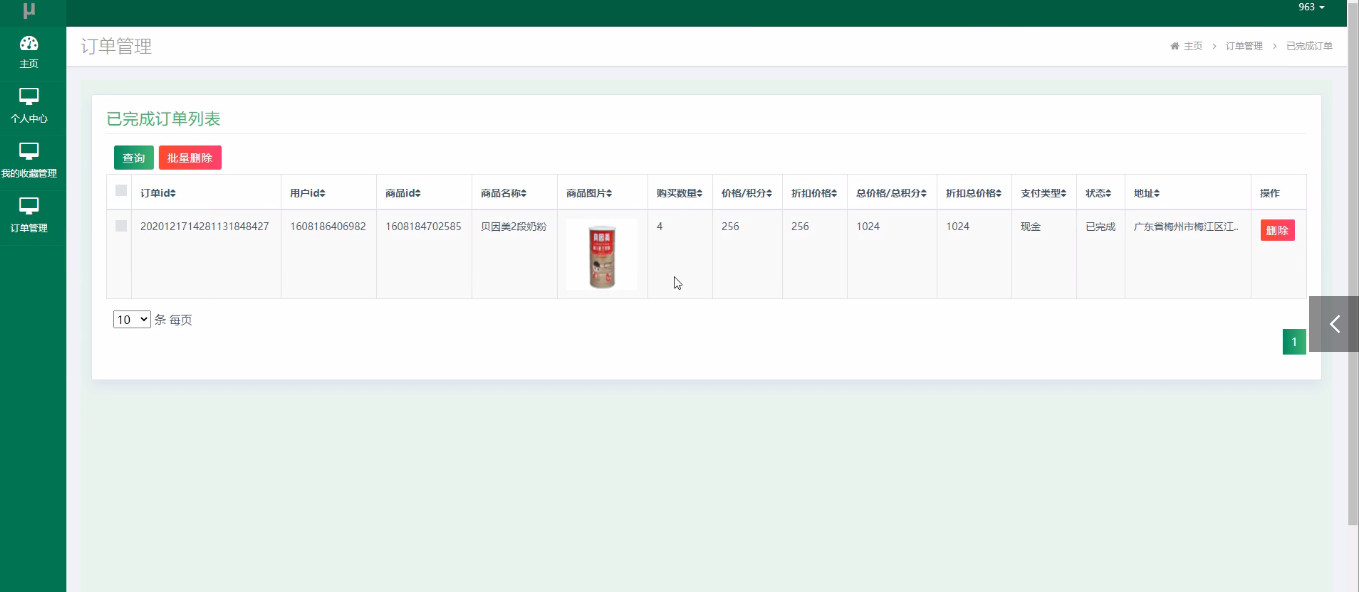 μ
963
主页
个人中心
我的收藏管理
订单管理
订单管理
主页 > 订单管理 > 已完成订单
已完成订单列表
查询 批量删除
订单id 用户id 商品id 商品名称 商品图片 购买数量 价格/积分 折扣价格 总价格/总积分 折扣总价格 支付类型 状态 地址 操作
2020121714281131848427 1608186406982 1608184702585 贝因美2段奶粉 4 256 256 1024 1024 现金 已完成 广东省梅州市梅江区江.. 删除
贝因美
10 条 每页
1